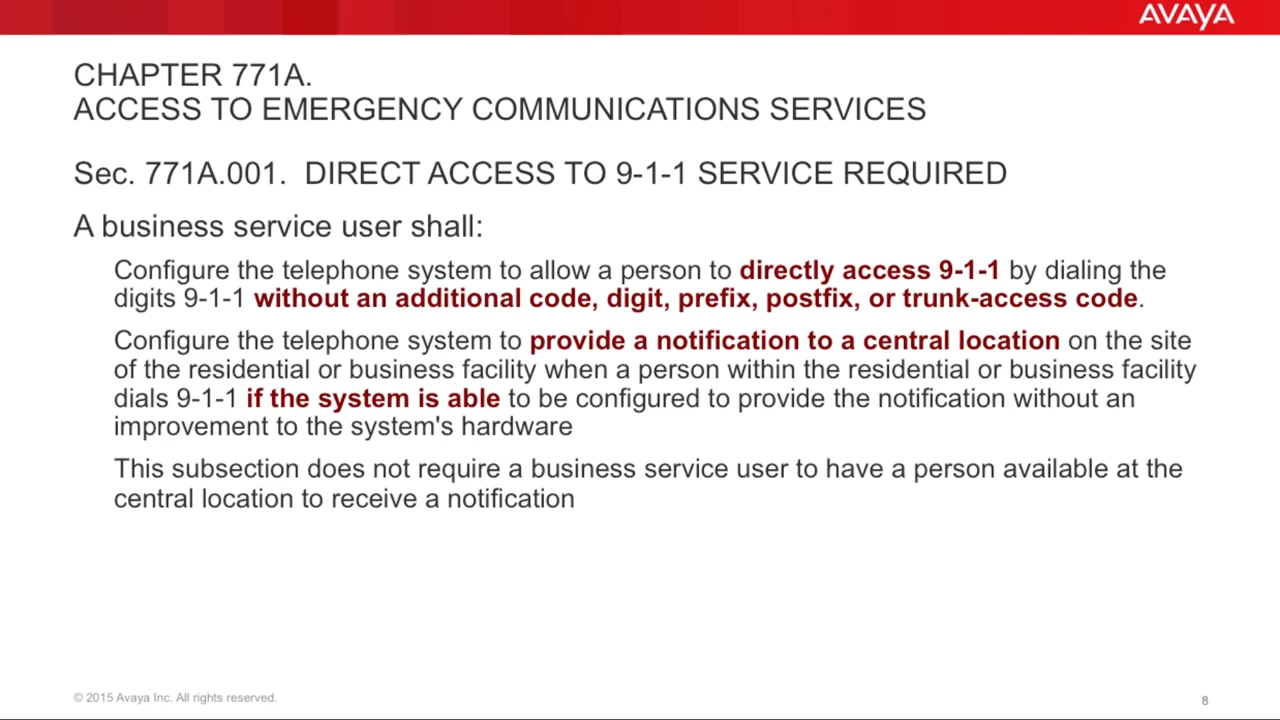 AVAYA
CHAPTER 771A.
ACCESS TO EMERGENCY COMMUNICATIONS SERVICES
Sec. 771A.001.  DIRECT ACCESS TO 9-1-1 SERVICE REQUIRED
A business service user shall:
Configure the telephone system to allow a person to directly access 9-1-1 by dialing the
digits 9-1-1 without an additional code, digit, prefix, postfix, or trunk-access code.
Configure the telephone system to provide a notification to a central location on the site
of the residential or business facility when a person within the residential or business facility
dials 9-1-1 if the system is able to be configured to provide the notification without an
improvement to the system's hardware
This subsection does not require a business service user to have a person available at the
central location to receive a notification
© 2015 Avaya Inc. All rights reserved.
8